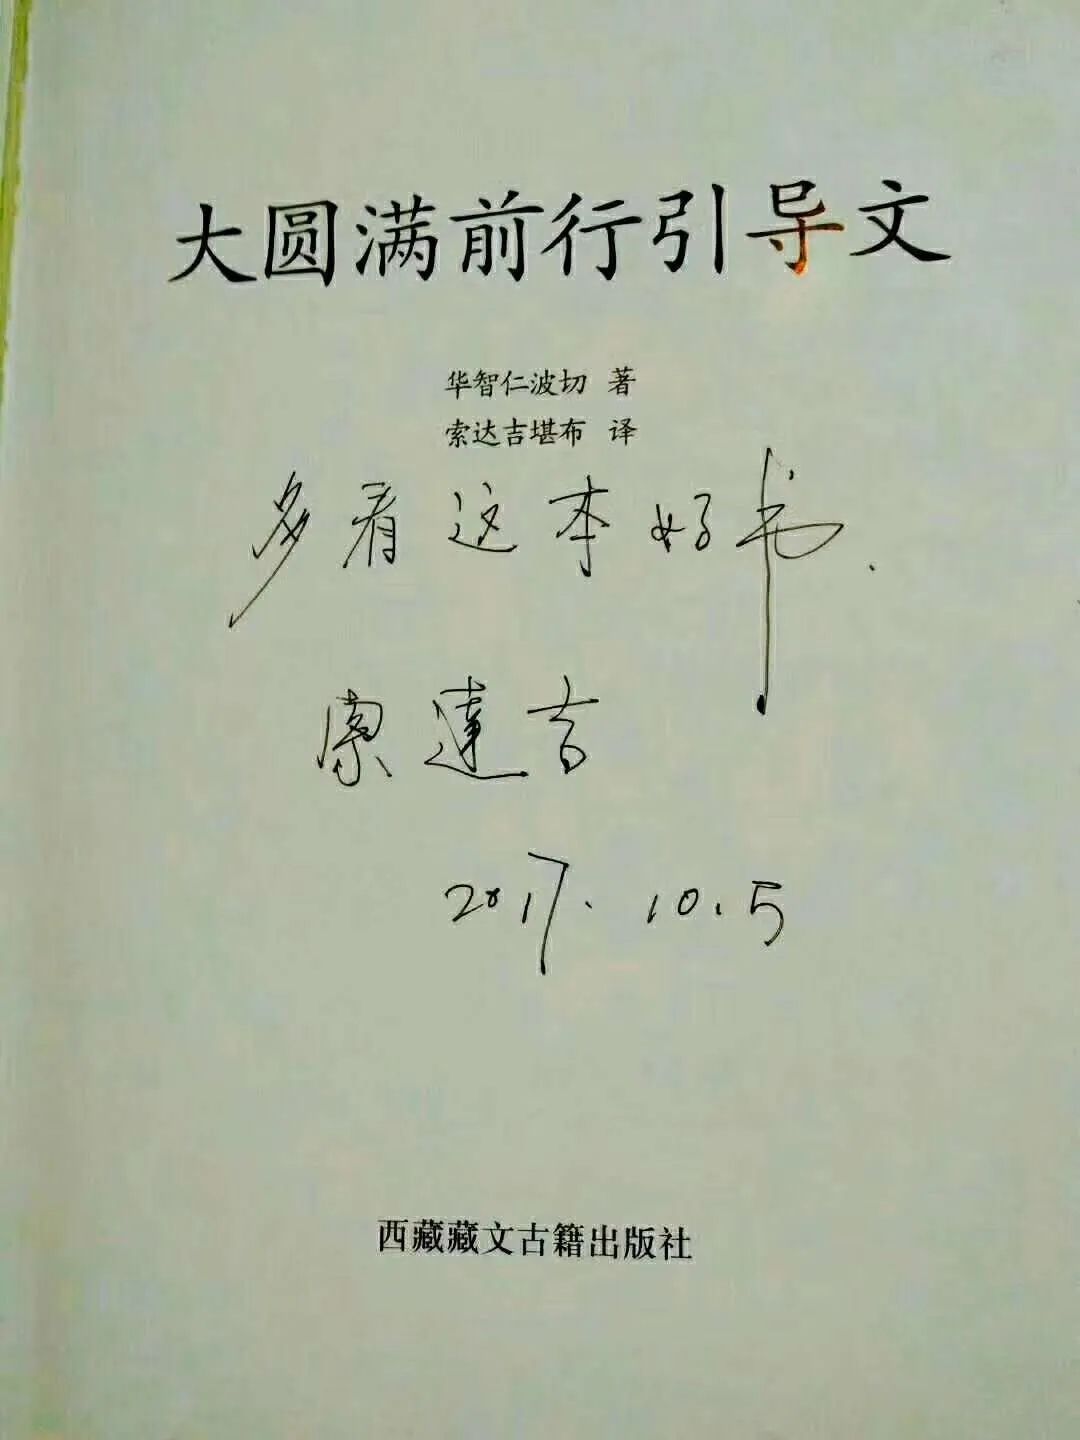 大圆满前行引导文
华智仁波切 著
索达吉堪布 译
多看这本好书.
索達吉
2017.10.5
西藏藏文古籍出版社